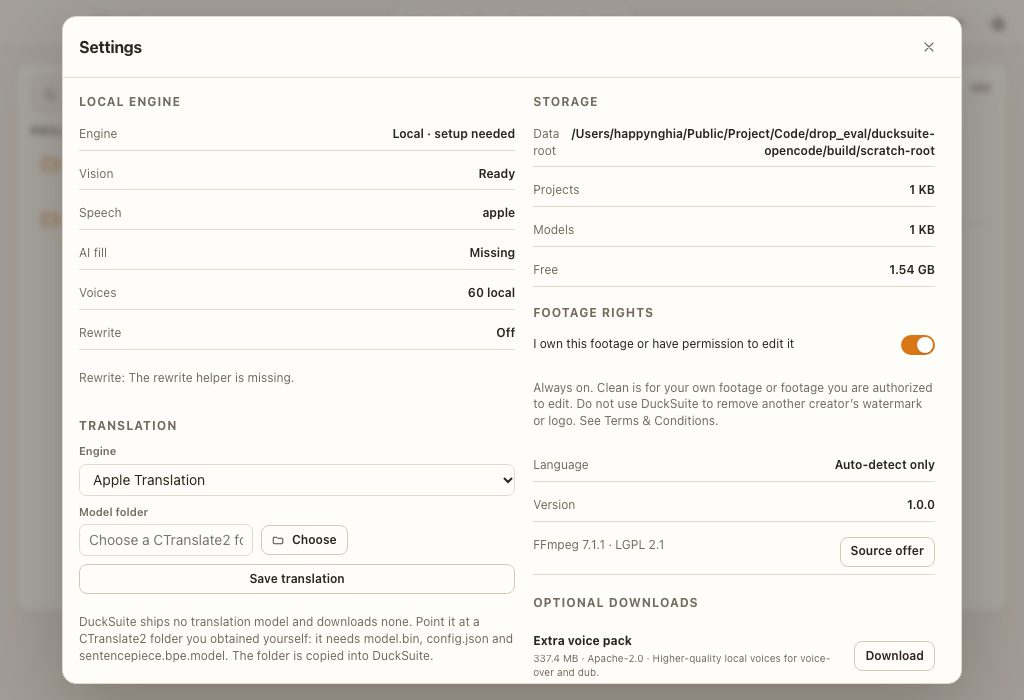 Settings
LOCAL ENGINE
Engine
Local · setup needed
Vision
Ready
Speech
apple
AI fill
Missing
Voices
60 local
Rewrite
Off
Rewrite: The rewrite helper is missing.
TRANSLATION
Engine
Apple Translation
Model folder
Choose a CTranslate2 fo
Choose
Save translation
DuckSuite ships no translation model and downloads none. Point it at a
CTranslate2 folder you obtained yourself: it needs model.bin, config.json and
sentencepiece.bpe.model. The folder is copied into DuckSuite.
STORAGE
Data
root
/Users/happynghia/Public/Project/Code/drop_eval/ducksuite-
opencode/build/scratch-root
Projects
1 KB
Models
1 KB
Free
1.54 GB
FOOTAGE RIGHTS
I own this footage or have permission to edit it
Always on. Clean is for your own footage or footage you are authorized
to edit. Do not use DuckSuite to remove another creator's watermark
or logo. See Terms & Conditions.
Language
Auto-detect only
Version
1.0.0
FFmpeg 7.1.1 · LGPL 2.1
Source offer
OPTIONAL DOWNLOADS
Extra voice pack
337.4 MB · Apache-2.0 · Higher-quality local voices for voice-
over and dub.
Download